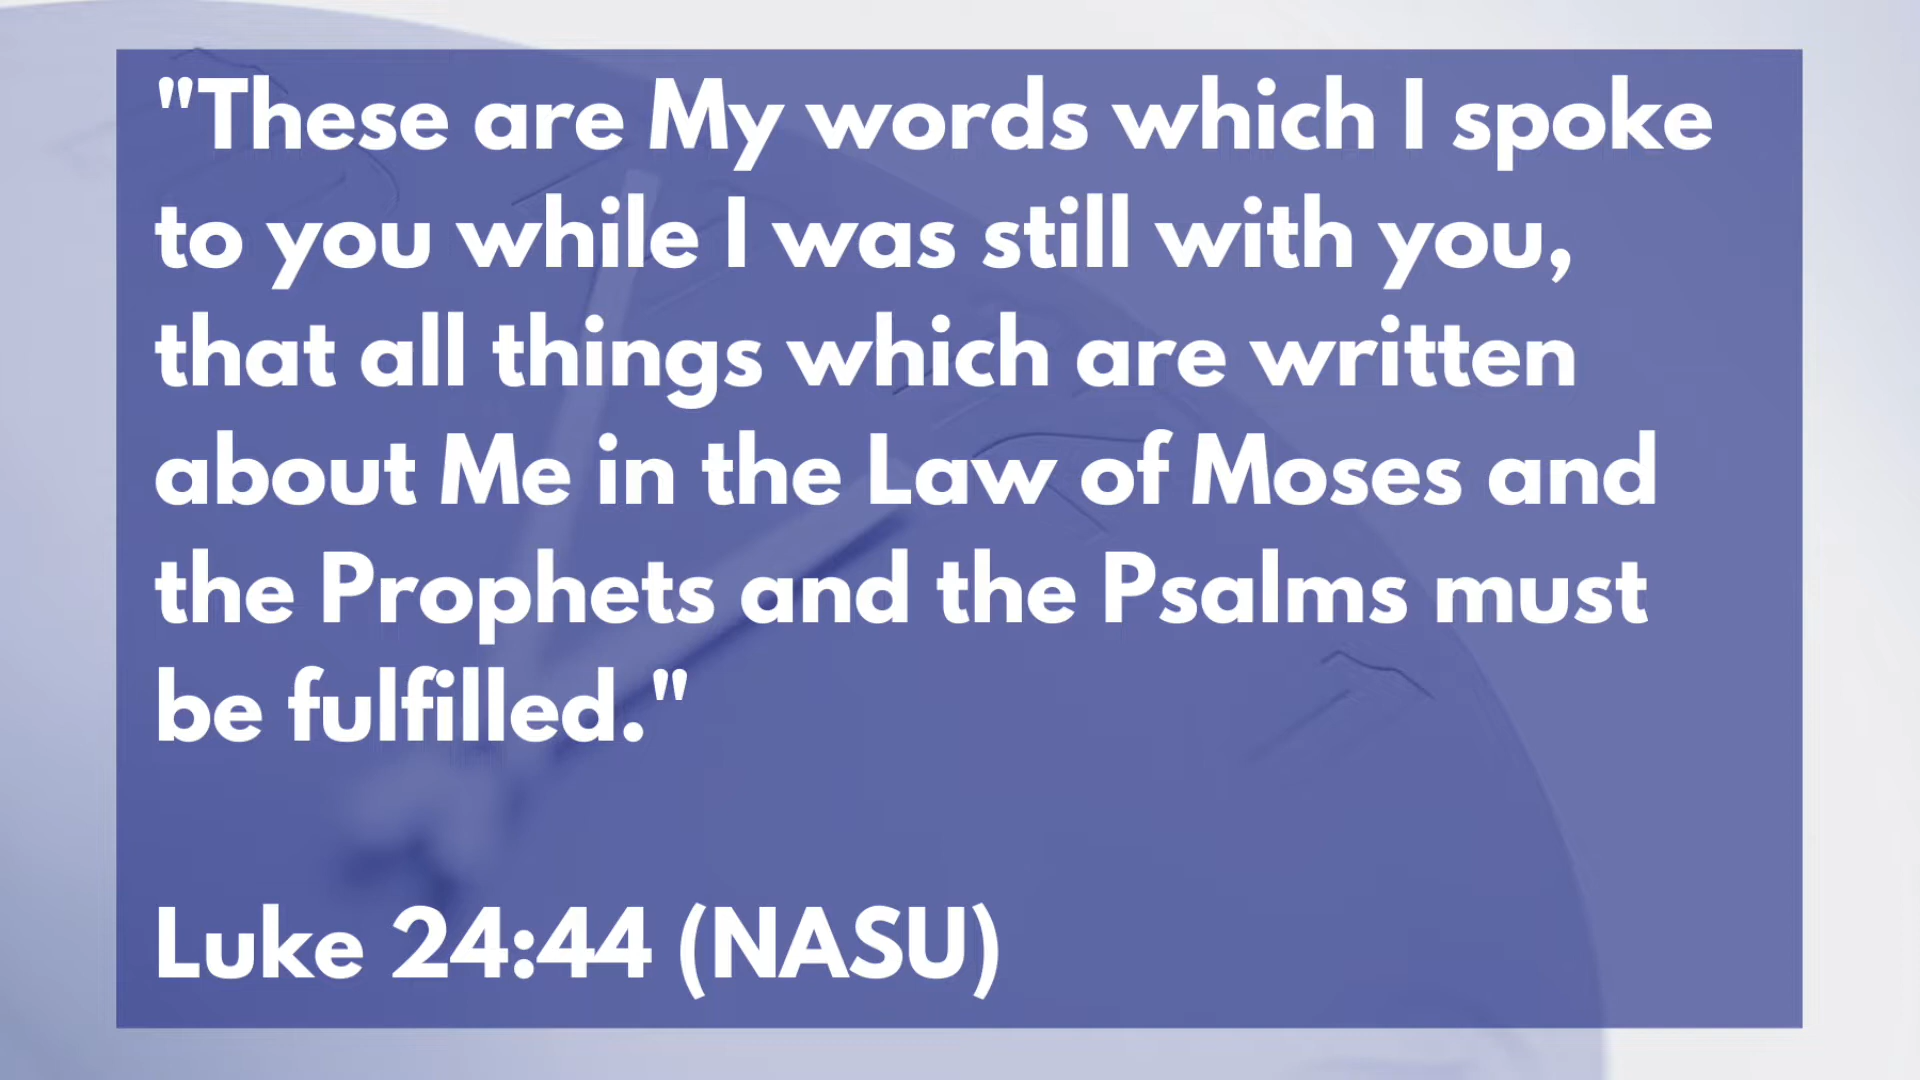 "These are My words which I spoke
to you while I was still with you,
that all things which are written
about Me in the Law of Moses and
the Prophets and the Psalms must
be fulfilled."
Luke 24:44 (NASU)